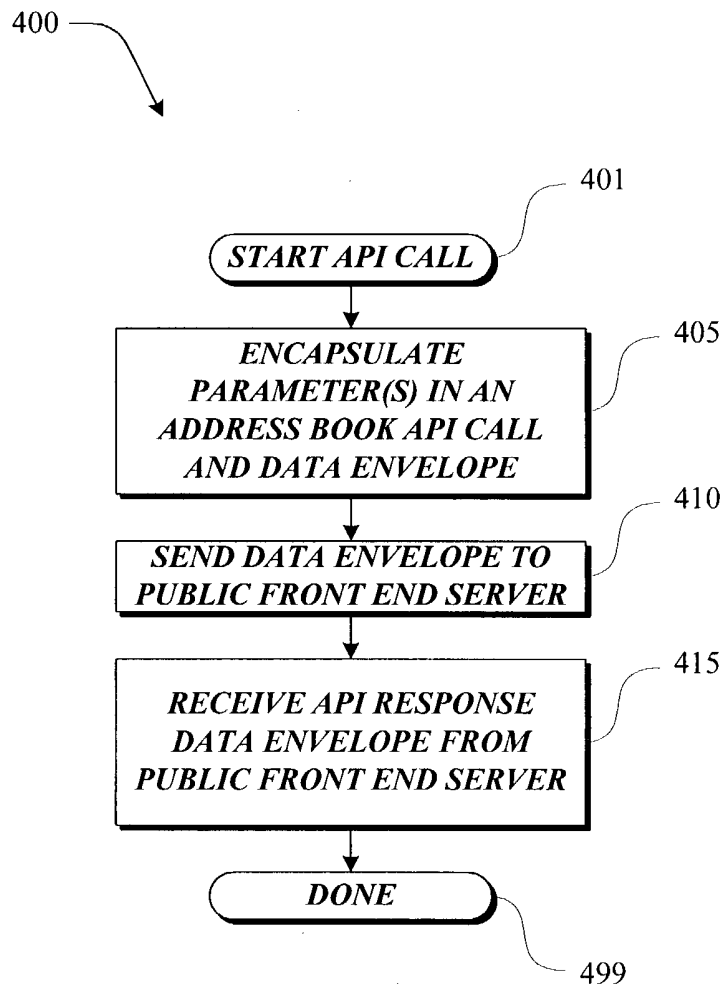 400
401
START API CALL
405
ENCAPSULATE
PARAMETER(S) IN AN
ADDRESS BOOK API CALL
AND DATA ENVELOPE
410
SEND DATA ENVELOPE TO
PUBLIC FRONT END SERVER
415
RECEIVE API RESPONSE
DATA ENVELOPE FROM
PUBLIC FRONT END SERVER
DONE
499